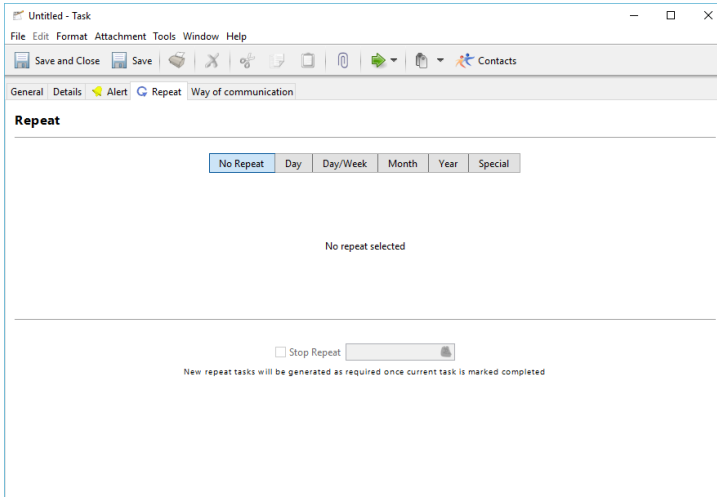 Untitled - Task
File Edit Format Attachment Tools Window Help
Save and Close Save Contacts
General Details Alert Repeat Way of communication
Repeat
No Repeat Day Day/Week Month Year Special
No repeat selected
Stop Repeat
New repeat tasks will be generated as required once current task is marked completed